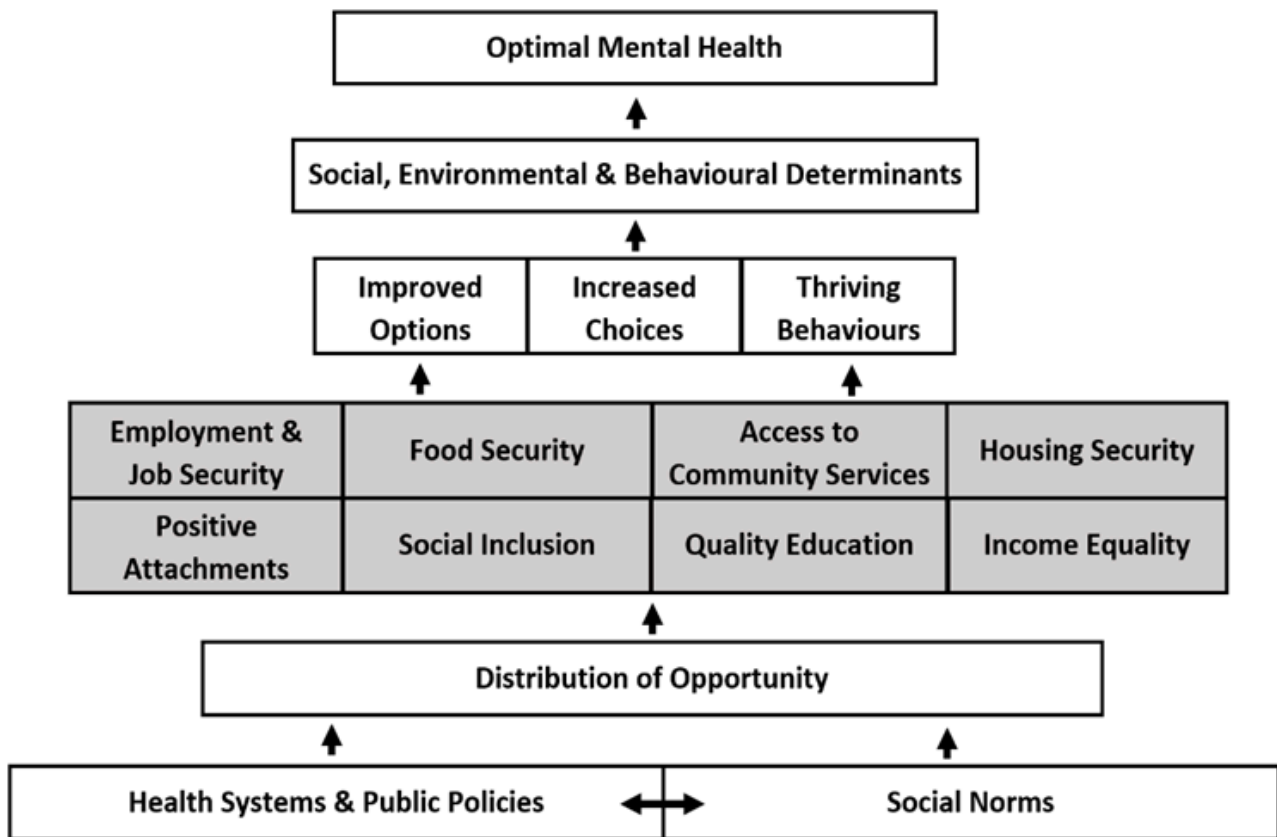 Optimal Mental Health
Social, Environmental & Behavioural Determinants
Improved
Options
Increased
Choices
Thriving
Behaviours
Employment &
Job Security
Food Security
Access to
Community Services
Housing Security
Positive
Attachments
Social Inclusion
Quality Education
Income Equality
Distribution of Opportunity
Health Systems & Public Policies
Social Norms